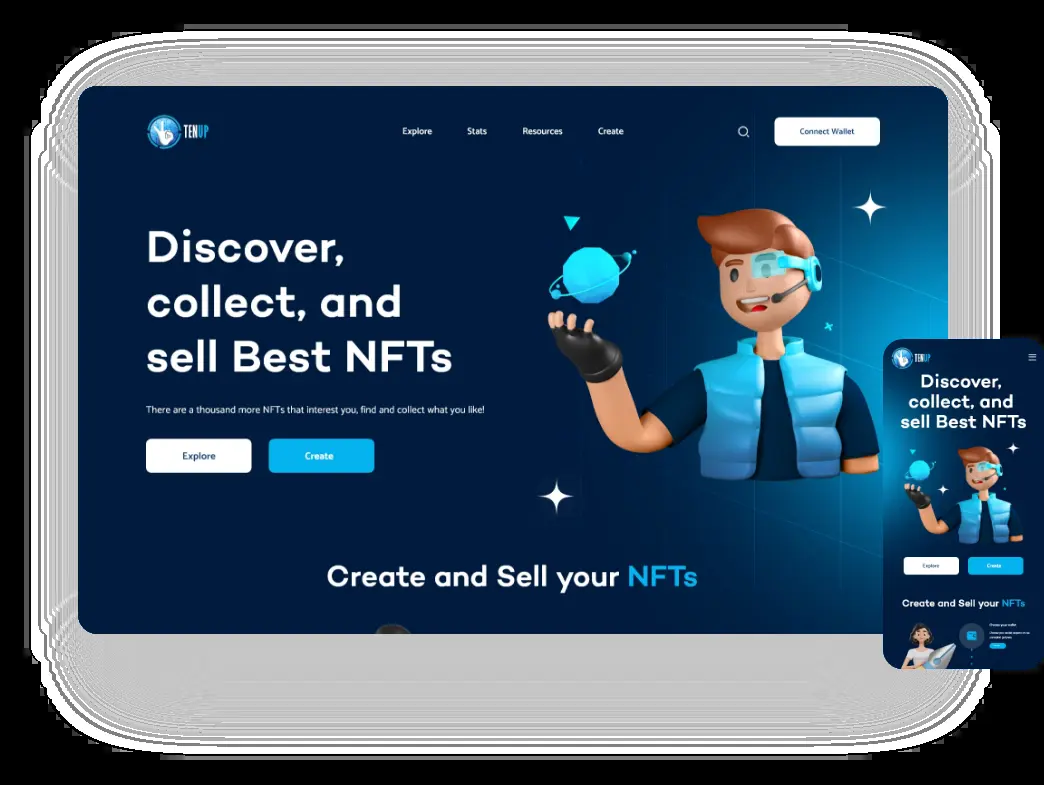 TENUP
Explore
Stats
Resources
Create
Connect Wallet
Discover,
collect, and
sell Best NFTs
There are a thousand more NFTs that interest you, find and collect what you like!
Explore
Create
Create and Sell your NFTs
TENUP
Discover,
collect, and
sell Best NFTs
Explore
Create
Create and Sell your NFTs